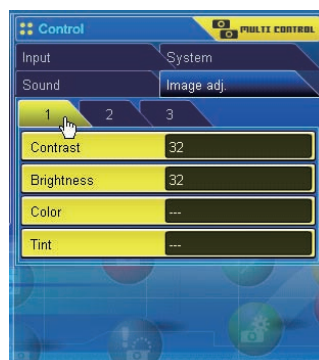 Control MULTI CONTROL
Input System
Sound Image adj.
1 2 3
Contrast 32
Brightness 32
Color ---
Tint ---